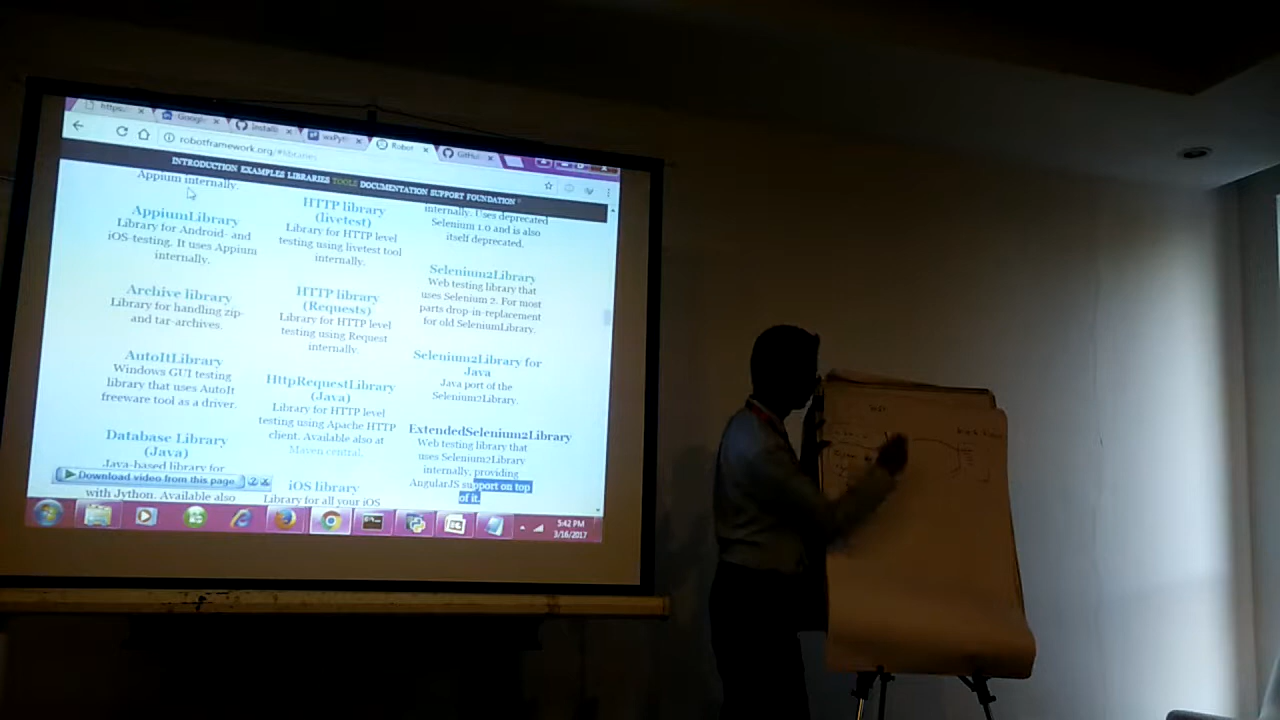 https:
Google
Installi
wxPyt
Robot
GitHub
robotframework.org/#libraries
INTRODUCTION EXAMPLES LIBRARIES TOOLS DOCUMENTATION SUPPORT FOUNDATION
Appium internally.
AppiumLibrary
Library for Android- and
iOS-testing. It uses Appium
internally.
Archive library
Library for handling zip-
and tar-archives.
AutoItLibrary
Windows GUI testing
library that uses AutoIt
freeware tool as a driver.
Database Library
(Java)
Java-based library for
with Jython. Available also
HTTP library
(livetest)
Library for HTTP level
testing using livetest tool
internally.
HTTP library
(Requests)
Library for HTTP level
testing using Request
internally.
HttpRequestLibrary
(Java)
Library for HTTP level
testing using Apache HTTP
client. Available also at
Maven central.
iOS library
Library for all your iOS
internally. Uses deprecated
Selenium 1.0 and is also
itself deprecated.
Selenium2Library
Web testing library that
uses Selenium 2. For most
parts drop-in-replacement
for old SeleniumLibrary.
Selenium2Library for
Java
Java port of the
Selenium2Library.
ExtendedSelenium2Library
Web testing library that
uses Selenium2Library
internally, providing
AngularJS support on top
of it.
Download video from this page
5:42 PM
3/16/2017